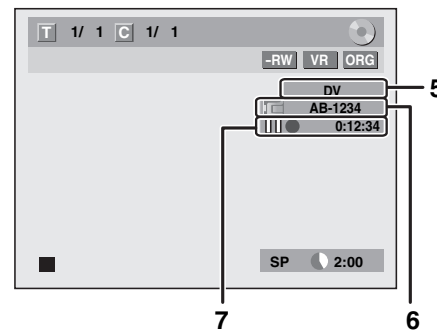 T 1/ 1 C 1/ 1
-RW VR ORG
DV
5
AB-1234
0:12:34
SP 2:00
7
6